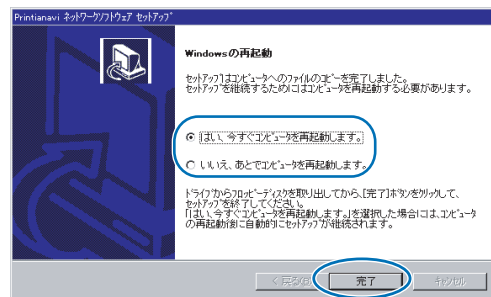 Printianavi ネットワークソフトウェア セットアップ
Windowsの再起動
セットアップはコンピュータへのファイルのコピーを完了しました。
セットアップを継続するためにはコンピュータを再起動する必要があります。
はい、今すぐコンピュータを再起動します。
いいえ、あとでコンピュータを再起動します。
ドライブからフロッピーディスクを取り出してから、[完了]ボタンをクリックして、
セットアップを終了してください。
「はい、今すぐコンピュータを再起動します。」を選択した場合には、コンピュータ
の再起動後に自動的にセットアップが継続されます。
< 戻る(B)
完了
キャンセル